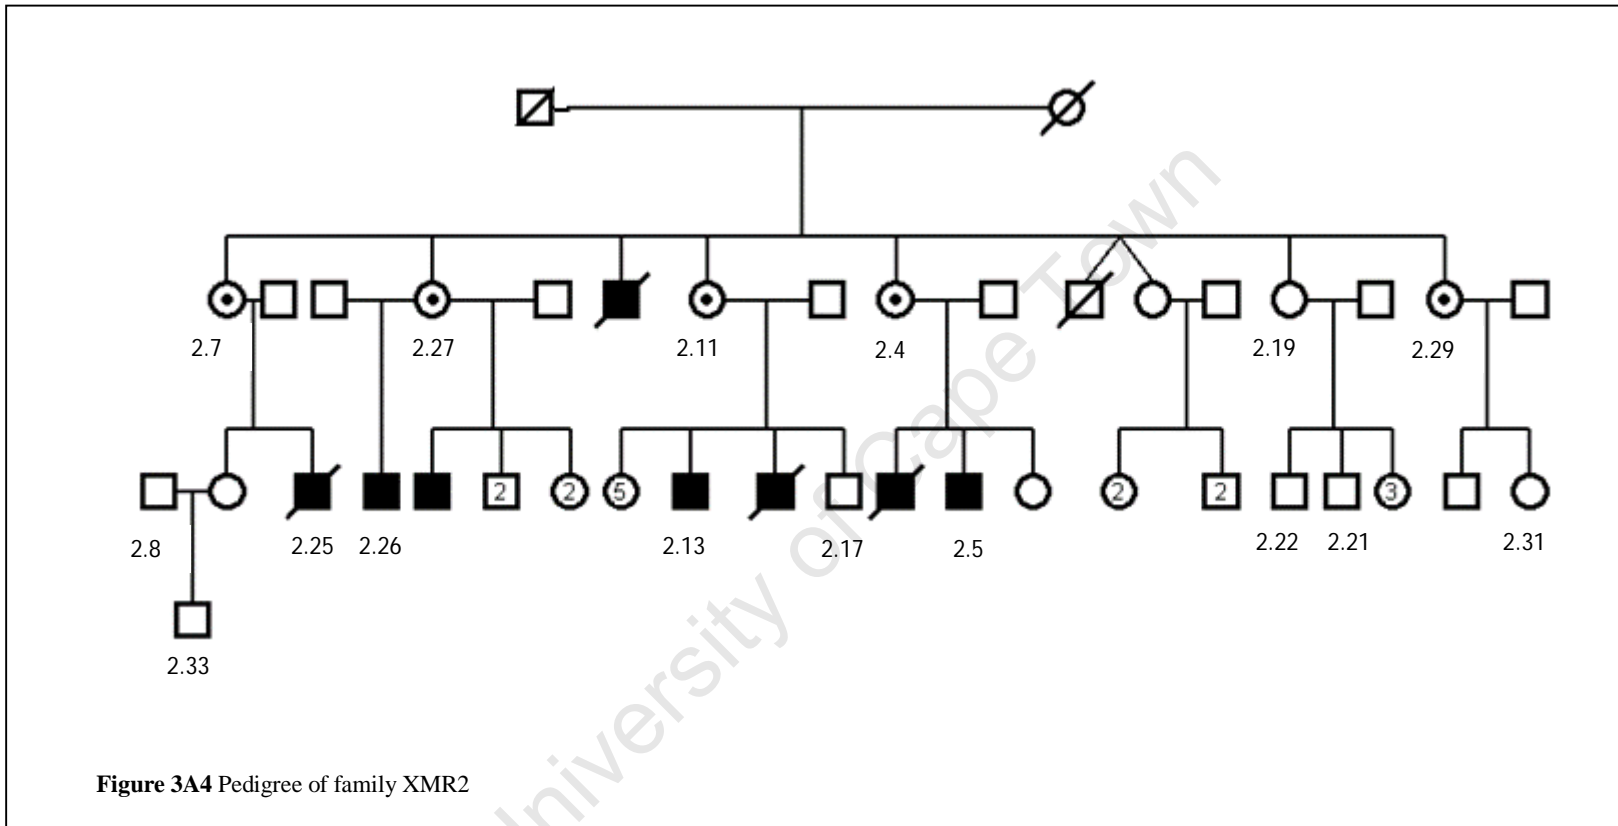 2.7 2.27 2.11 2.4 2.19 2.29
2 2 5 2 2 3
2.8 2.25 2.26 2.13 2.17 2.5 2.22 2.21 2.31
2.33
University of Cape Town
Figure 3A4 Pedigree of family XMR2